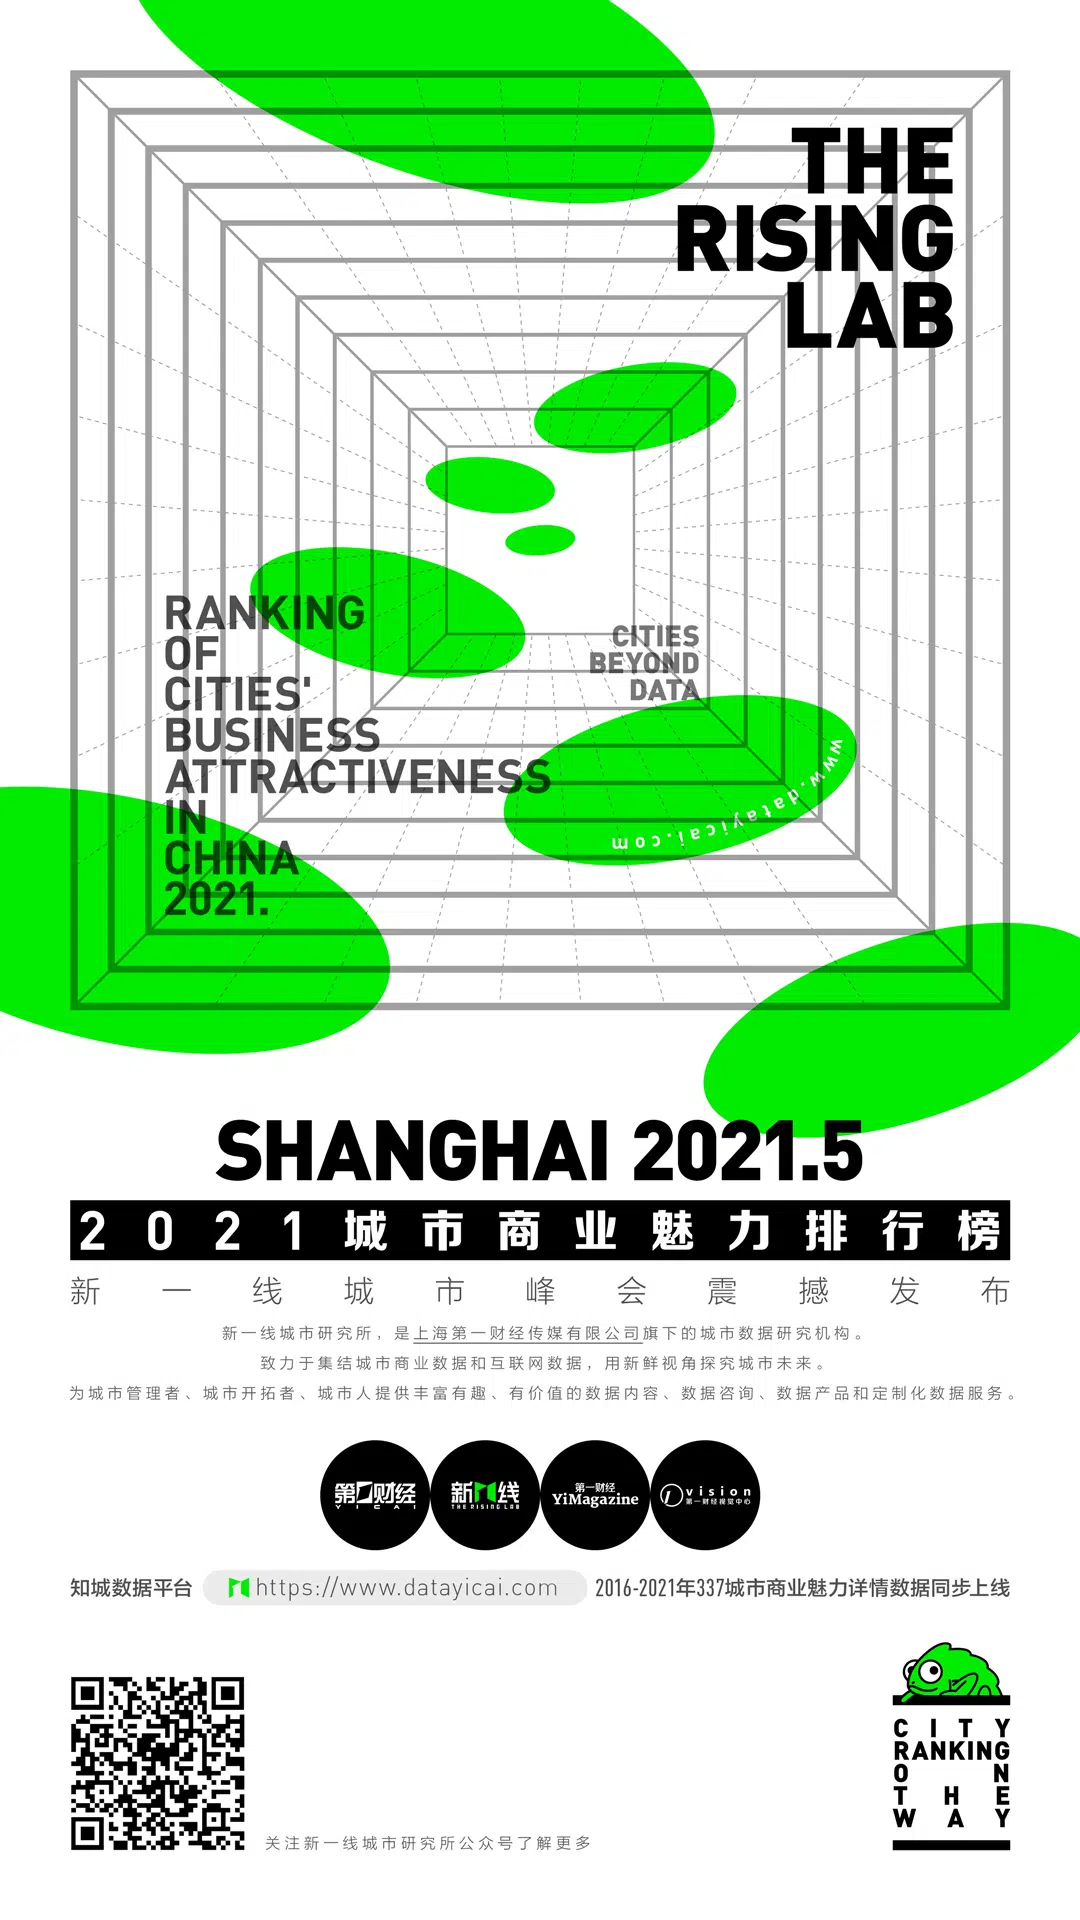 THE
RISING
LAB
RANKING
OF
CITIES'
BUSINESS
ATTRACTIVENESS
IN
CHINA
2021.
CITIES
BEYOND
DATA
www.datayicai.com
SHANGHAI 2021.5
2021城市商业魅力排行榜
新一线城市峰会震撼发布
新一线城市研究所，是上海第一财经传媒有限公司旗下的城市数据研究机构。
致力于集结城市商业数据和互联网数据，用新鲜视角探究城市未来。
为城市管理者、城市开拓者、城市人提供丰富有趣、有价值的数据内容、数据咨询、数据产品和定制化数据服务。
第一财经
YICAI
新一线
THE RISING LAB
第一财经
YiMagazine
vision
第一财经视觉中心
知城数据平台 https://www.datayicai.com 2016-2021年337城市商业魅力详情数据同步上线
关注新一线城市研究所公众号了解更多
CITY
RANKING
ON
THE
WAY